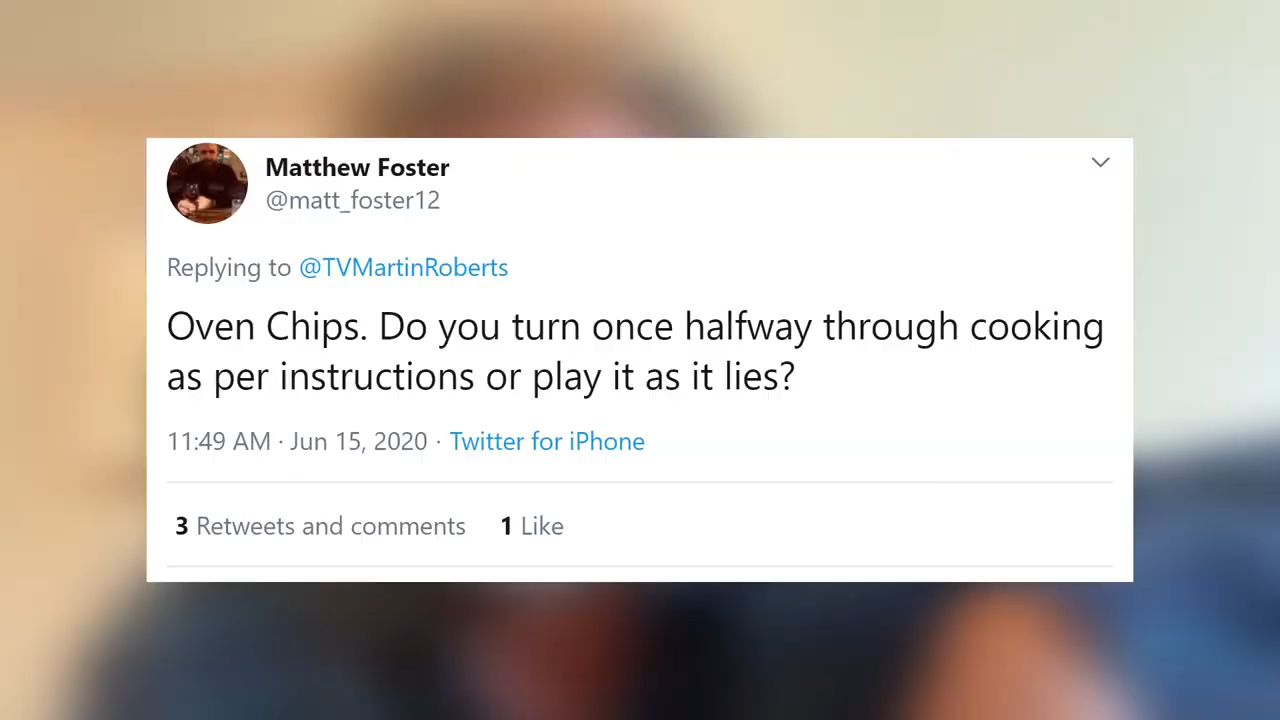 Matthew Foster
@matt_foster12
Replying to @TVMartinRoberts
Oven Chips. Do you turn once halfway through cooking
as per instructions or play it as it lies?
11:49 AM · Jun 15, 2020 · Twitter for iPhone
3 Retweets and comments 1 Like